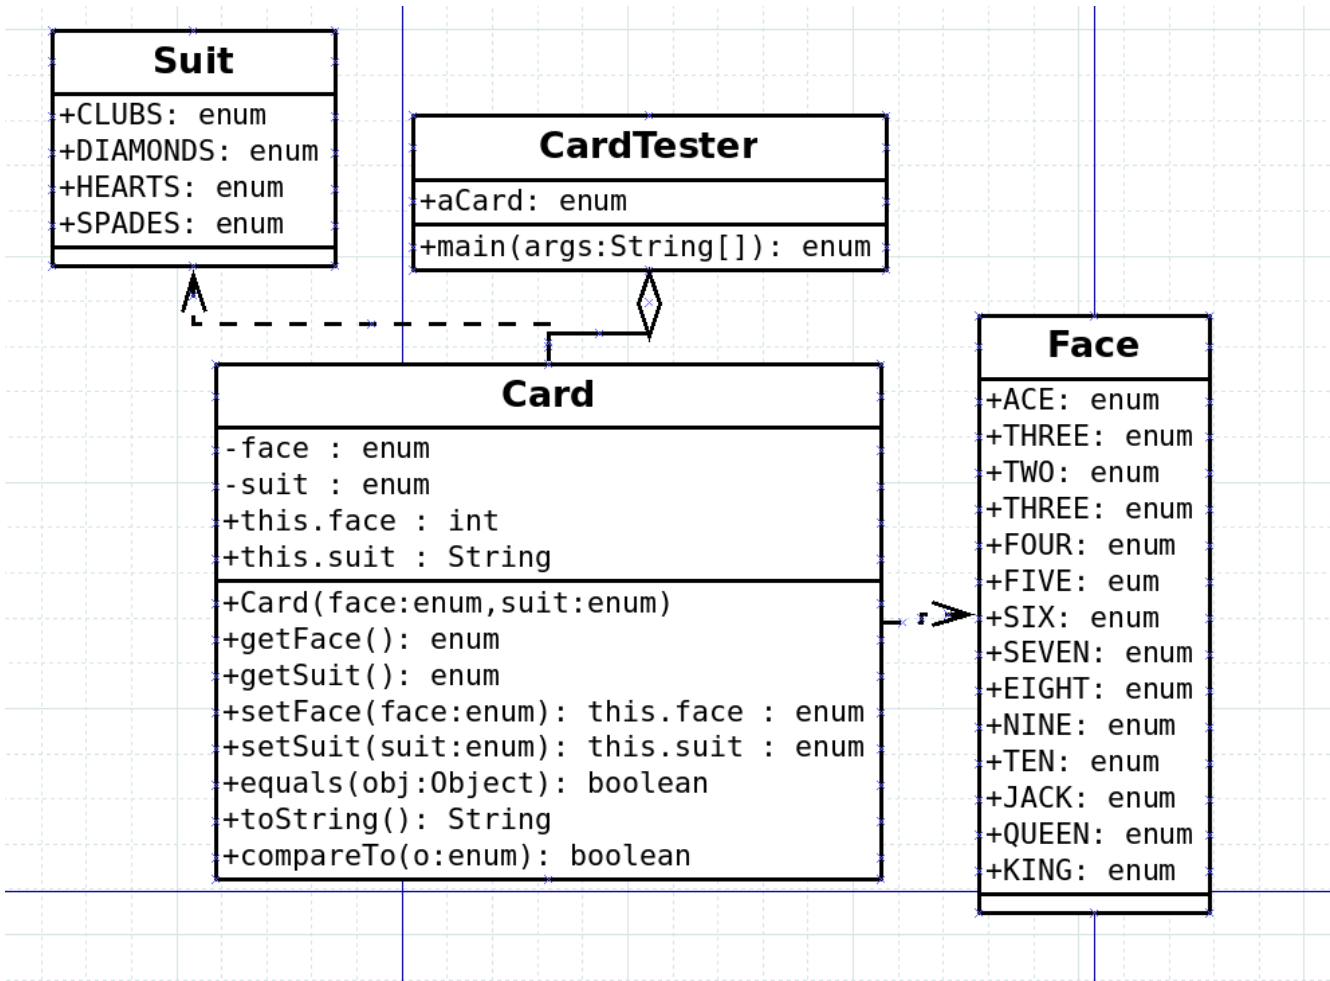 Suit
+CLUBS: enum
+DIAMONDS: enum
+HEARTS: enum
+SPADES: enum
CardTester
+aCard: enum
+main(args:String[]): enum
Card
-face : enum
-suit : enum
+this.face : int
+this.suit : String
+Card(face:enum,suit:enum)
+getFace(): enum
+getSuit(): enum
+setFace(face:enum): this.face : enum
+setSuit(suit:enum): this.suit : enum
+equals(obj:Object): boolean
+toString(): String
+compareTo(o:enum): boolean
Face
+ACE: enum
+THREE: enum
+TWO: enum
+THREE: enum
+FOUR: enum
+FIVE: eum
+SIX: enum
+SEVEN: enum
+EIGHT: enum
+NINE: enum
+TEN: enum
+JACK: enum
+QUEEN: enum
+KING: enum